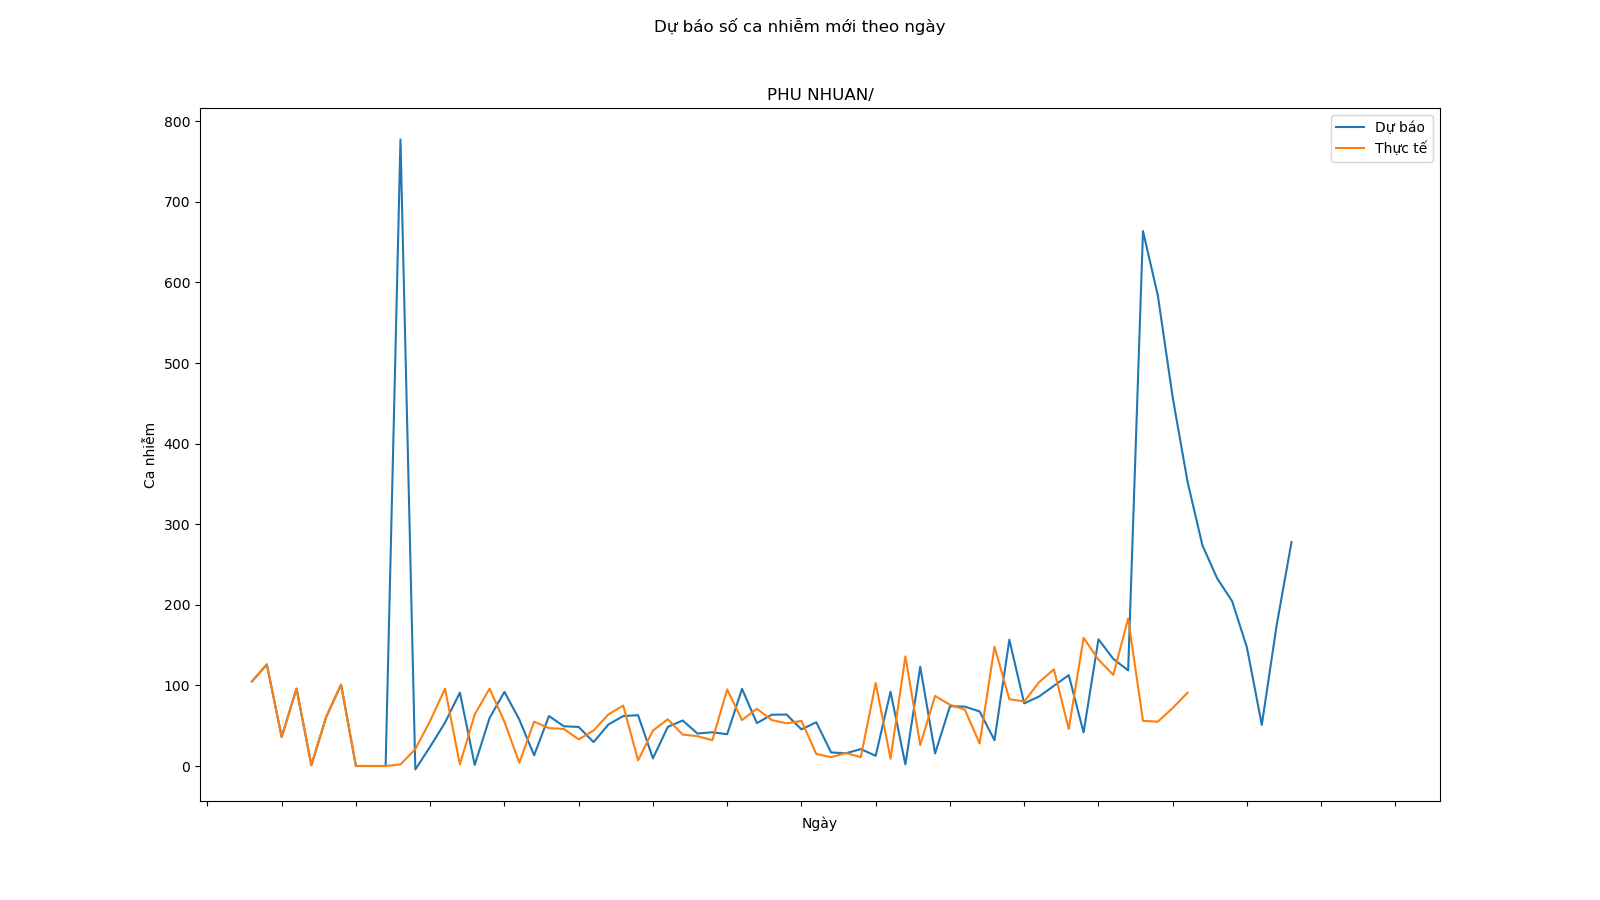 Dự báo số ca nhiễm mới theo ngày
PHU NHUAN/
Dự báo
Thực tế
800
700
600
500
400
300
200
100
0
Ca nhiễm
Ngày